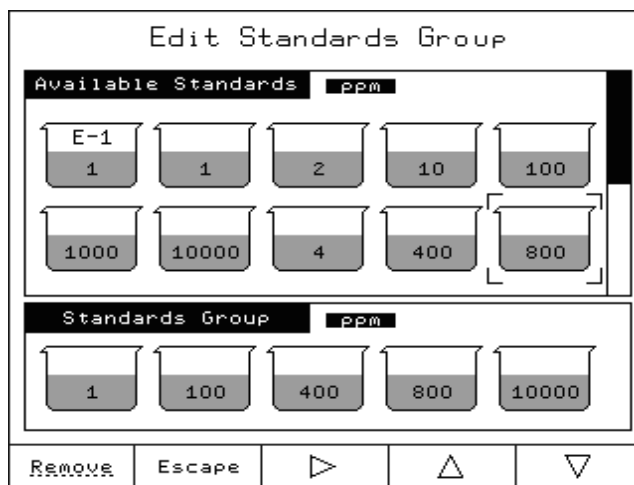 Edit Standards Group
Available Standards ppm
E-1
1 1 2 10 100
1000 10000 4 400 800
Standards Group ppm
1 100 400 800 10000
Remove Escape